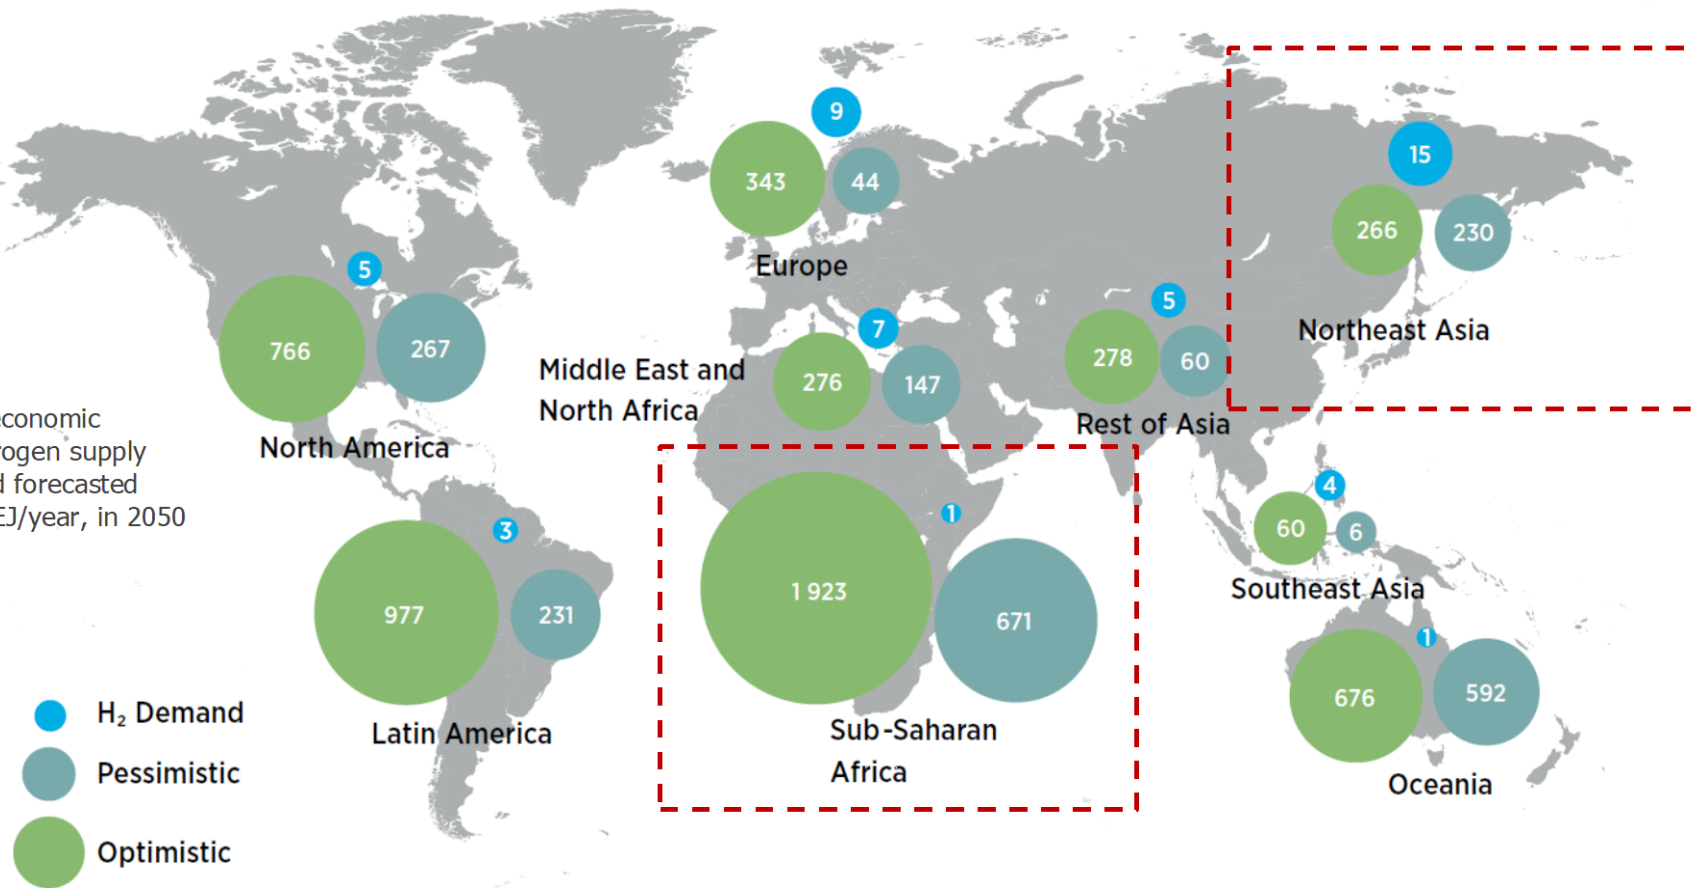 9
343
44
Europe
15
266
230
Northeast Asia
5
766
267
North America
7
276
147
Middle East and
North Africa
5
278
60
Rest of Asia
economic
supply
forecasted
EJ/year, in 2050
3
977
231
Latin America
1
1 923
671
Sub-Saharan
Africa
4
60
6
Southeast Asia
1
676
592
Oceania
H₂ Demand
Pessimistic
Optimistic